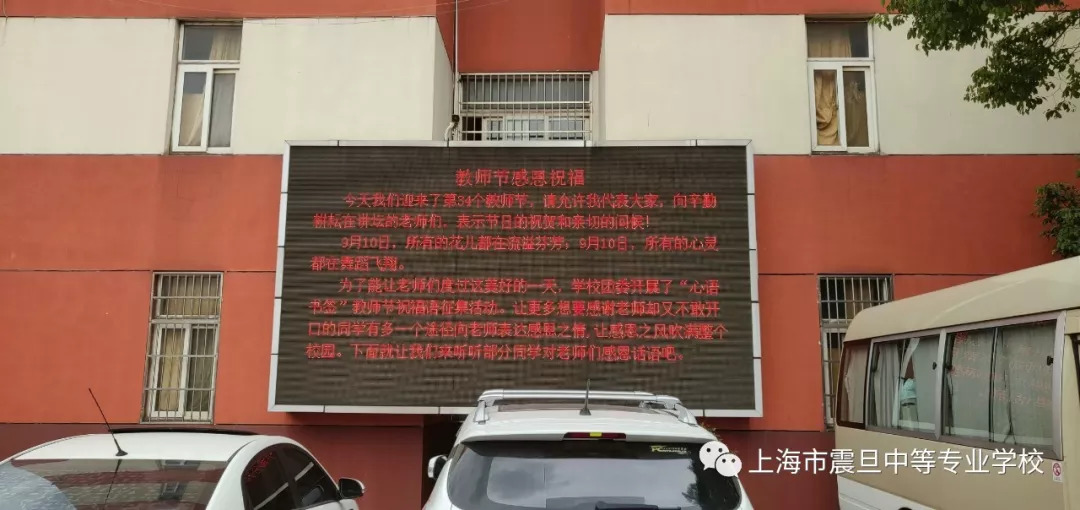 教师节感恩祝福
今天我们迎来了第34个教师节，请允许我代表大家，向辛勤
耕耘在讲坛的老师们，表示节日的祝贺和亲切的问候！
9月10日，所有的花儿都在流溢芬芳；9月10日，所有的心灵
都在舞蹈飞翔。
为了能让老师们度过这美好的一天，学校团委开展了“心语
书签”教师节祝福语征集活动。让更多想要感谢老师却又不敢开
口的同学有多一个途径向老师表达感恩之情，让感恩之风吹满整个
校园。下面就让我们来听听部分同学对老师们感恩话语吧。
上海市震旦中等专业学校